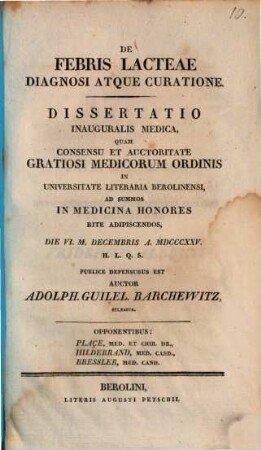 10.
DE
FEBRIS LACTEAE
DIAGNOSI ATQUE CURATIONE.
DISSERTATIO
INAUGURALIS MEDICA,
QUAM
CONSENSU ET AUCTORITATE
GRATIOSI MEDICORUM ORDINIS
IN
UNIVERSITATE LITERARIA BEROLINENSI,
AD SUMMOS
IN MEDICINA HONORES
RITE ADIPISCENDOS,
DIE VI. M. DECEMBRIS A. MDCCCXXV.
H. L. Q. S.
PUBLICE DEFENSURUS EST
AUCTOR
ADOLPH. GUILEL. BARCHEWITZ,
SILESIUS.
OPPONENTIBUS:
PLACE, MED. ET CHIR. DR.,
HILDEBRAND, MED. CAND.,
BRESSLER, MED. CAND.
BEROLINI,
LITERIS AUGUSTI PETSCHII.